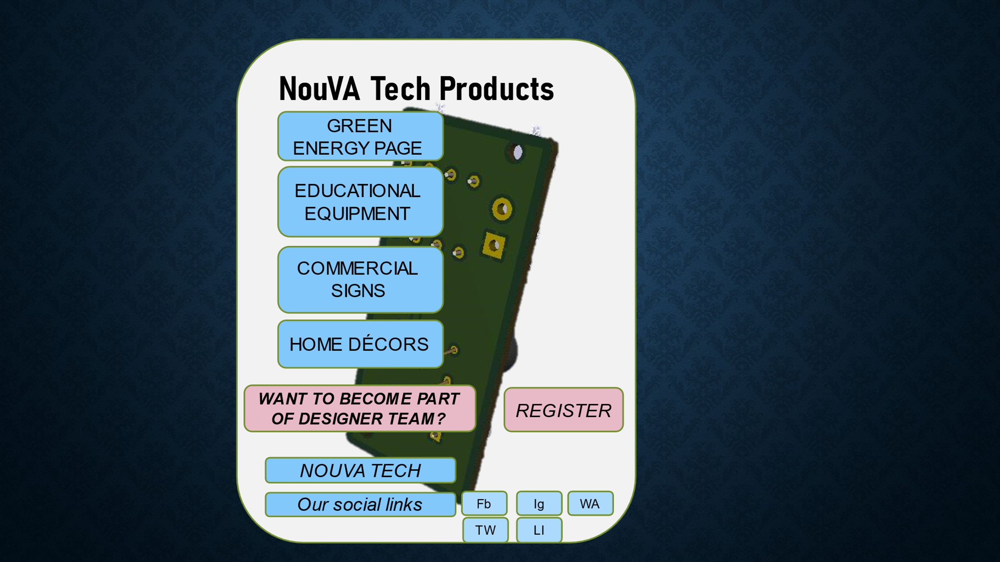 NouVA Tech Products
GREEN
ENERGY PAGE
EDUCATIONAL
EQUIPMENT
COMMERCIAL
SIGNS
HOME DÉCORS
WANT TO BECOME PART
OF DESIGNER TEAM?
REGISTER
NOUVA TECH
Our social links
Fb
Ig
WA
TW
LI